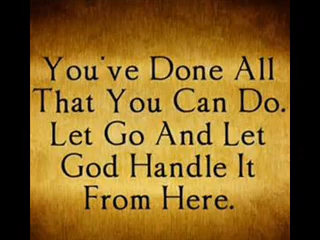 You've Done All
That You Can Do.
Let Go And Let
God Handle It
From Here.